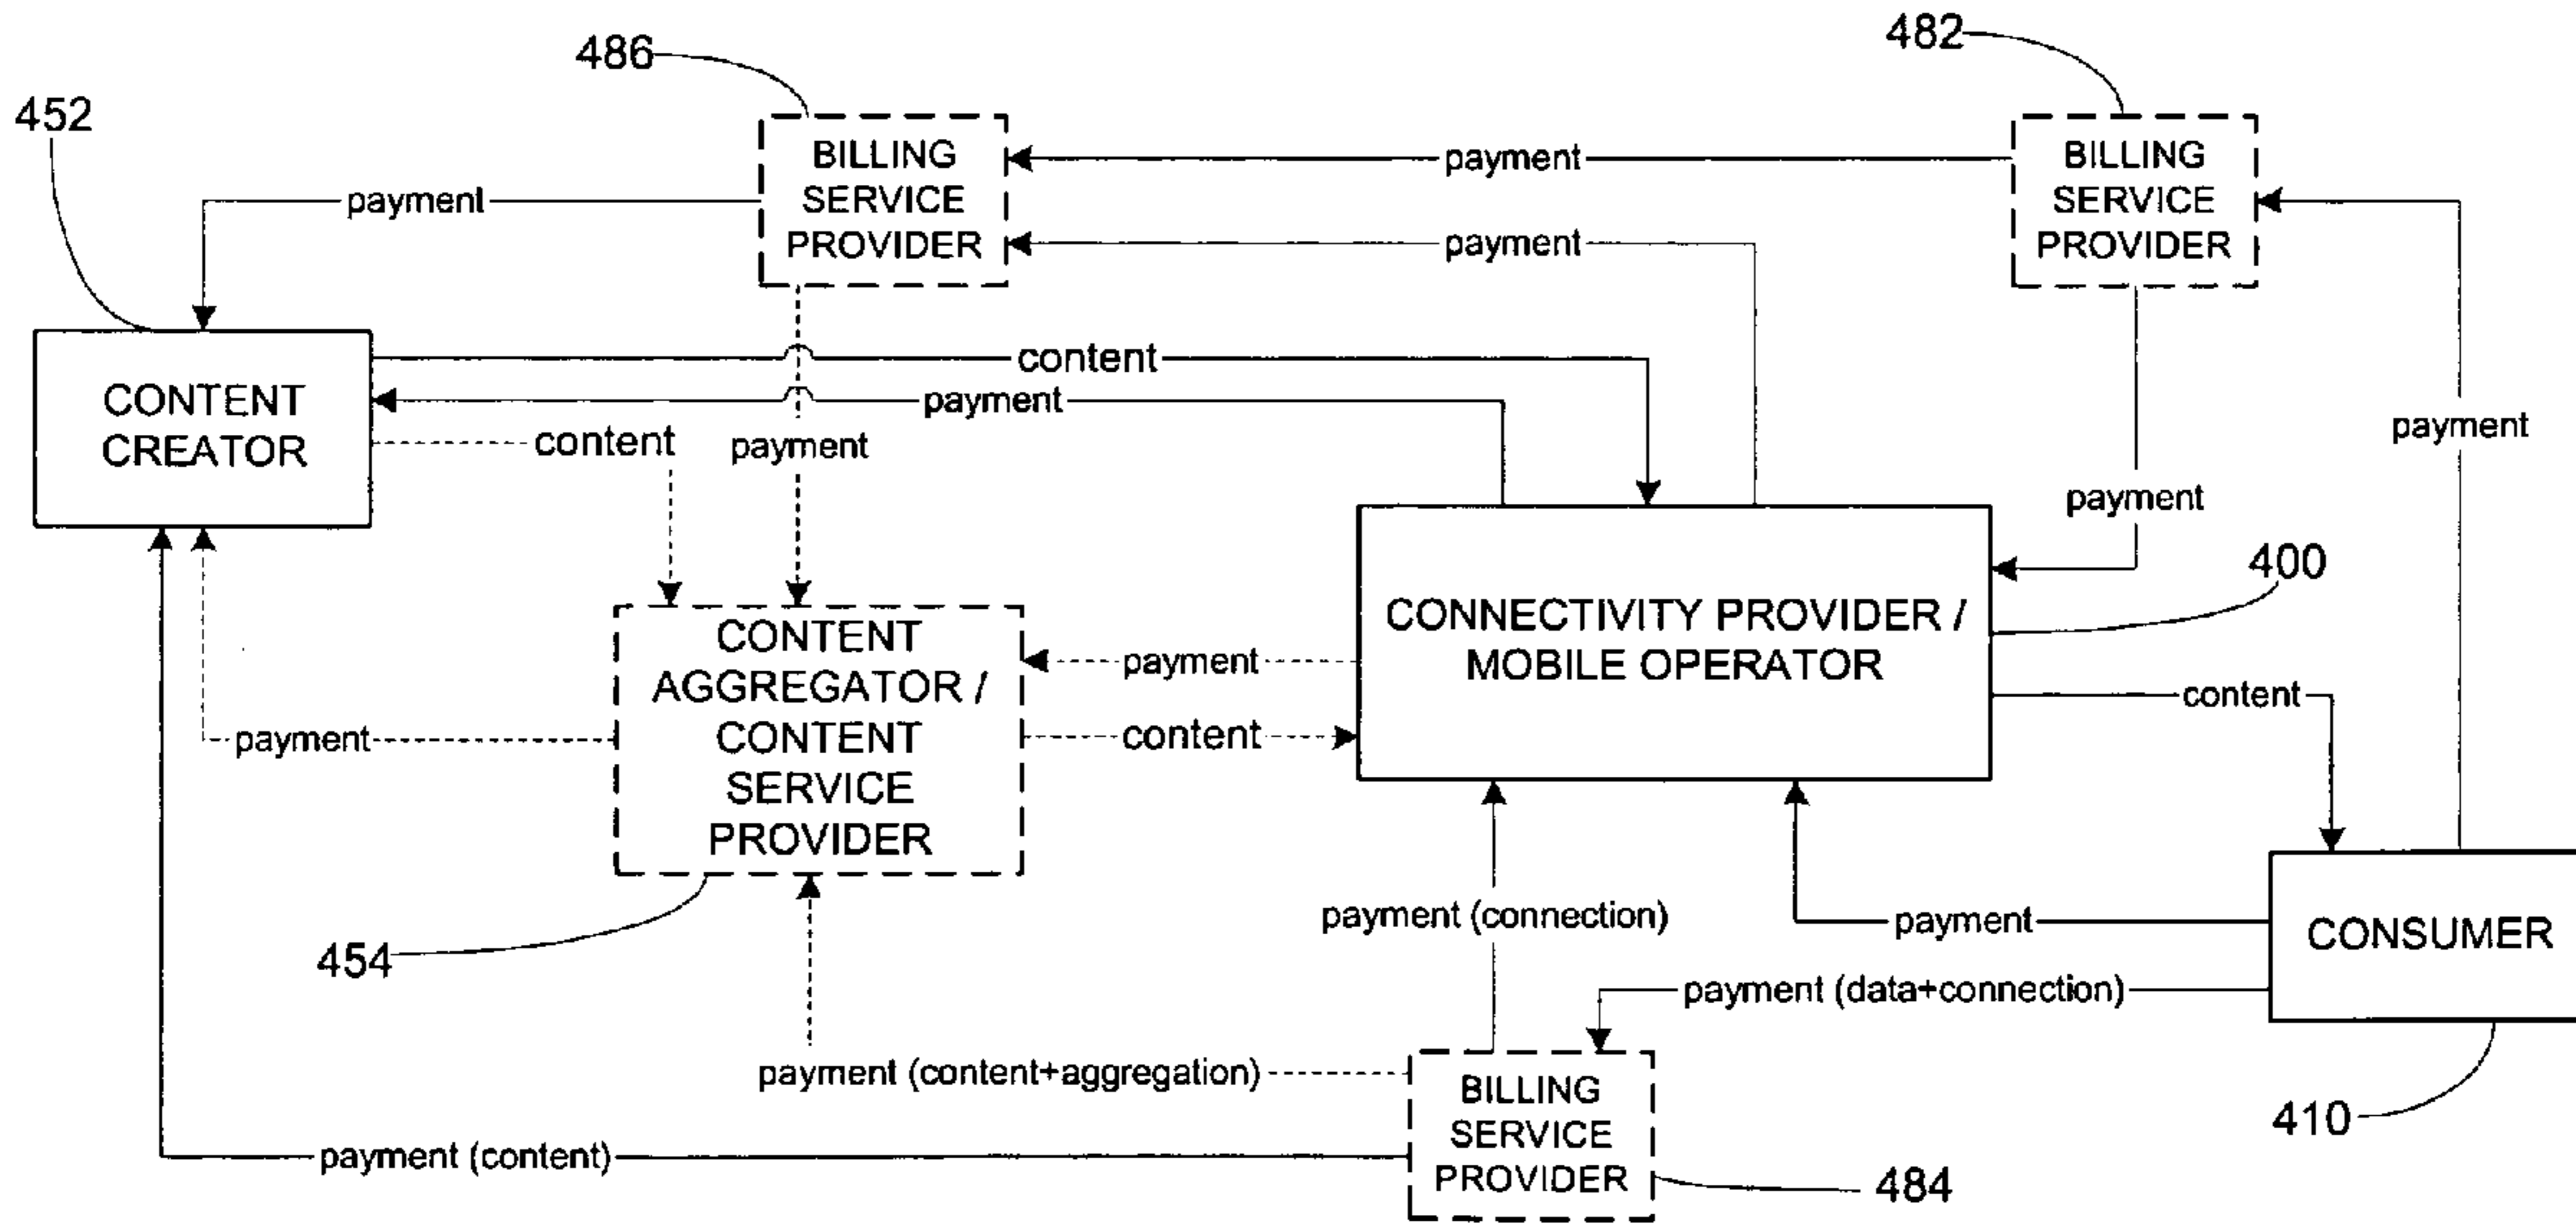 486
482
452
BILLING
SERVICE
PROVIDER
payment
BILLING
SERVICE
PROVIDER
payment
payment
content
payment
CONTENT
CREATOR
content
payment
payment
payment
400
CONTENT
AGGREGATOR /
CONTENT
SERVICE
PROVIDER
payment
content
CONNECTIVITY PROVIDER /
MOBILE OPERATOR
content
payment
454
payment (connection)
payment
CONSUMER
payment (data+connection)
payment (content+aggregation)
BILLING
SERVICE
PROVIDER
410
payment (content)
484